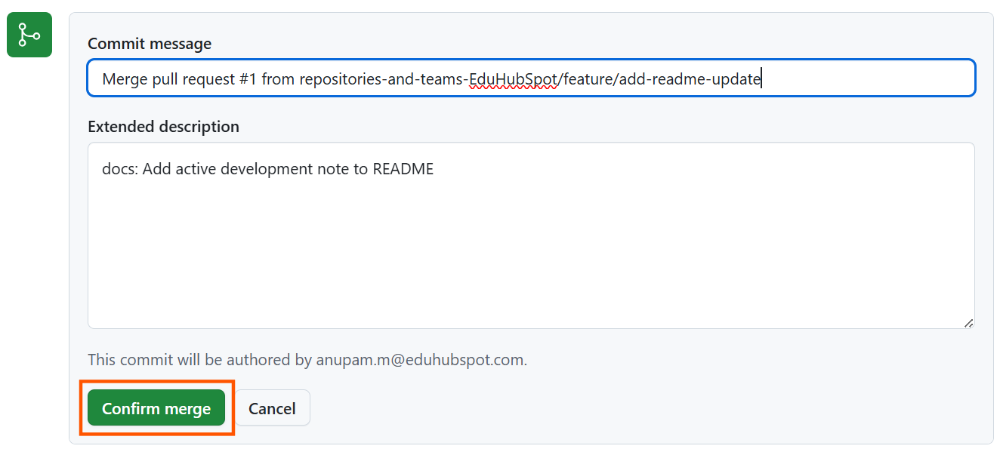 Commit message
Merge pull request #1 from repositories-and-teams-EduHubSpot/feature/add-readme-update
Extended description
docs: Add active development note to README
This commit will be authored by anupam.m@eduhubspot.com.
Confirm merge
Cancel